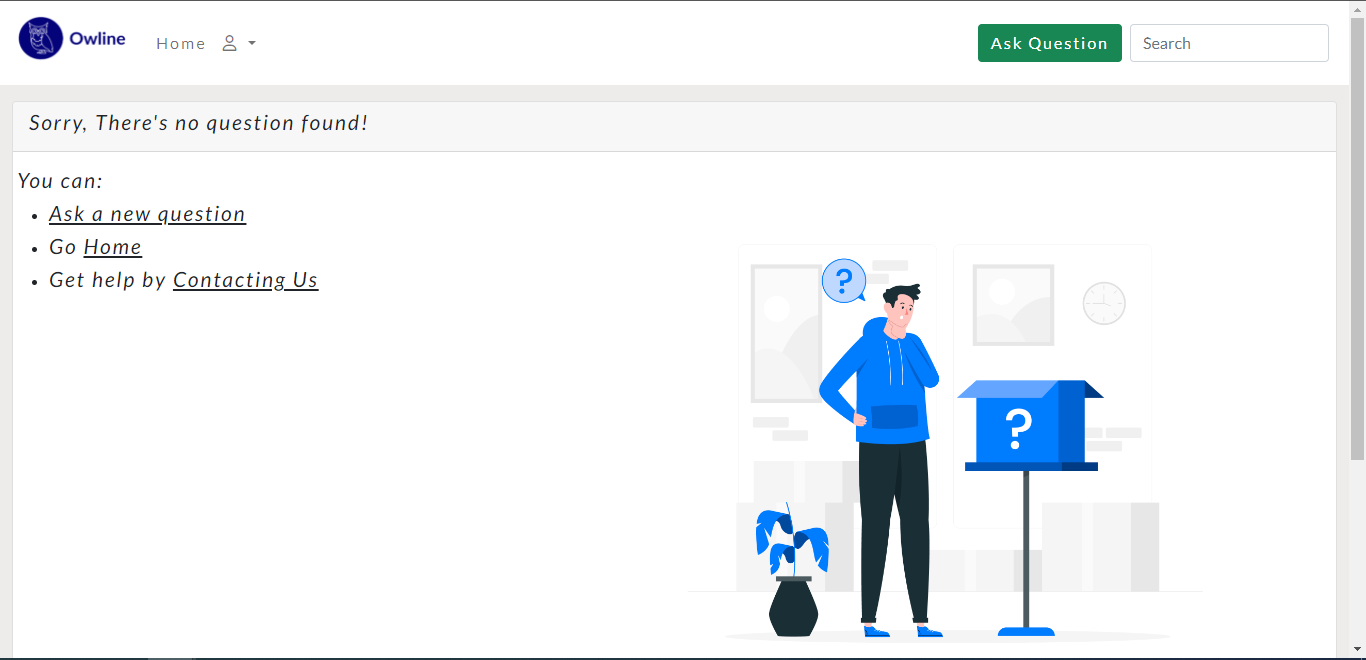 Owline
Home
Ask Question
Search
Sorry, There's no question found!
You can:
Ask a new question
Go Home
Get help by Contacting Us
?
?